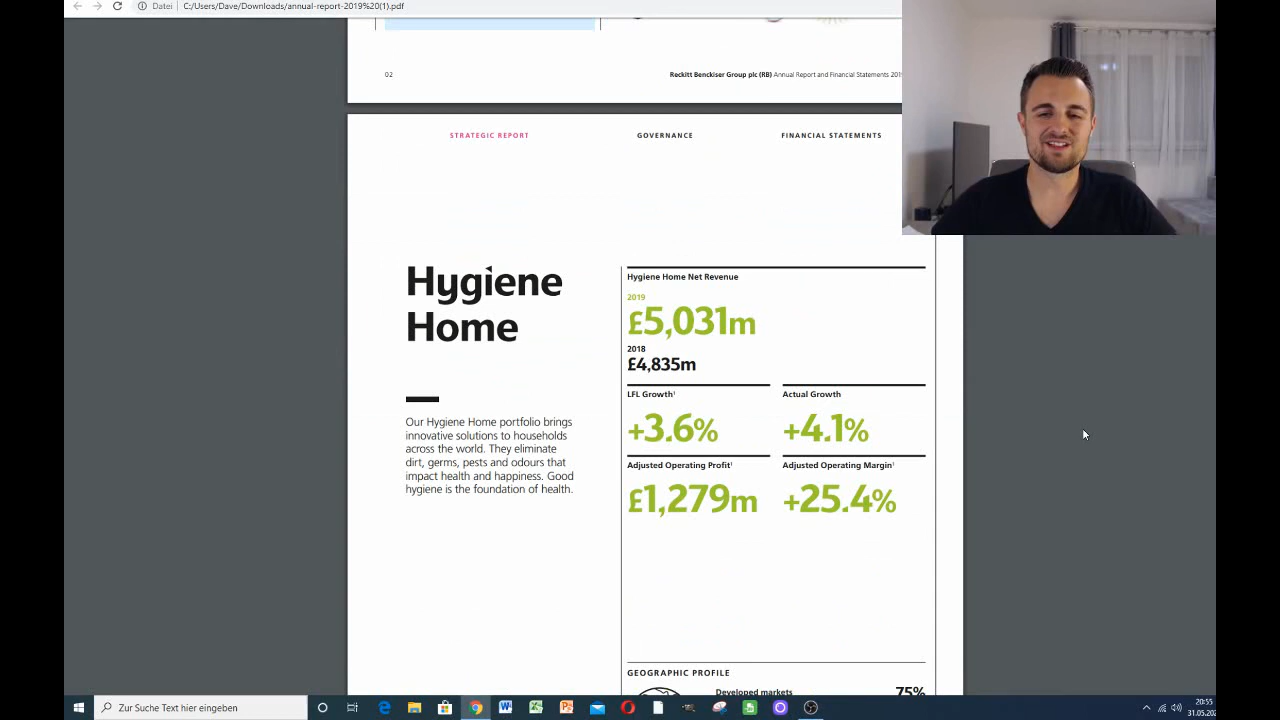 Datei C:/Users/Dave/Downloads/annual-report-2019%20(1).pdf
02
Reckitt Benckiser Group plc (RB) Annual Report and Financial Statements 201
STRATEGIC REPORT GOVERNANCE FINANCIAL STATEMENTS
Hygiene
Home
Our Hygiene Home portfolio brings
innovative solutions to households
across the world. They eliminate
dirt, germs, pests and odours that
impact health and happiness. Good
hygiene is the foundation of health.
Hygiene Home Net Revenue
2019
£5,031m
2018
£4,835m
LFL Growth¹ Actual Growth
+3.6% +4.1%
Adjusted Operating Profit¹ Adjusted Operating Margin¹
£1,279m +25.4%
GEOGRAPHIC PROFILE
Developed markets 75%
Zur Suche Text hier eingeben
20:55
31.05.20